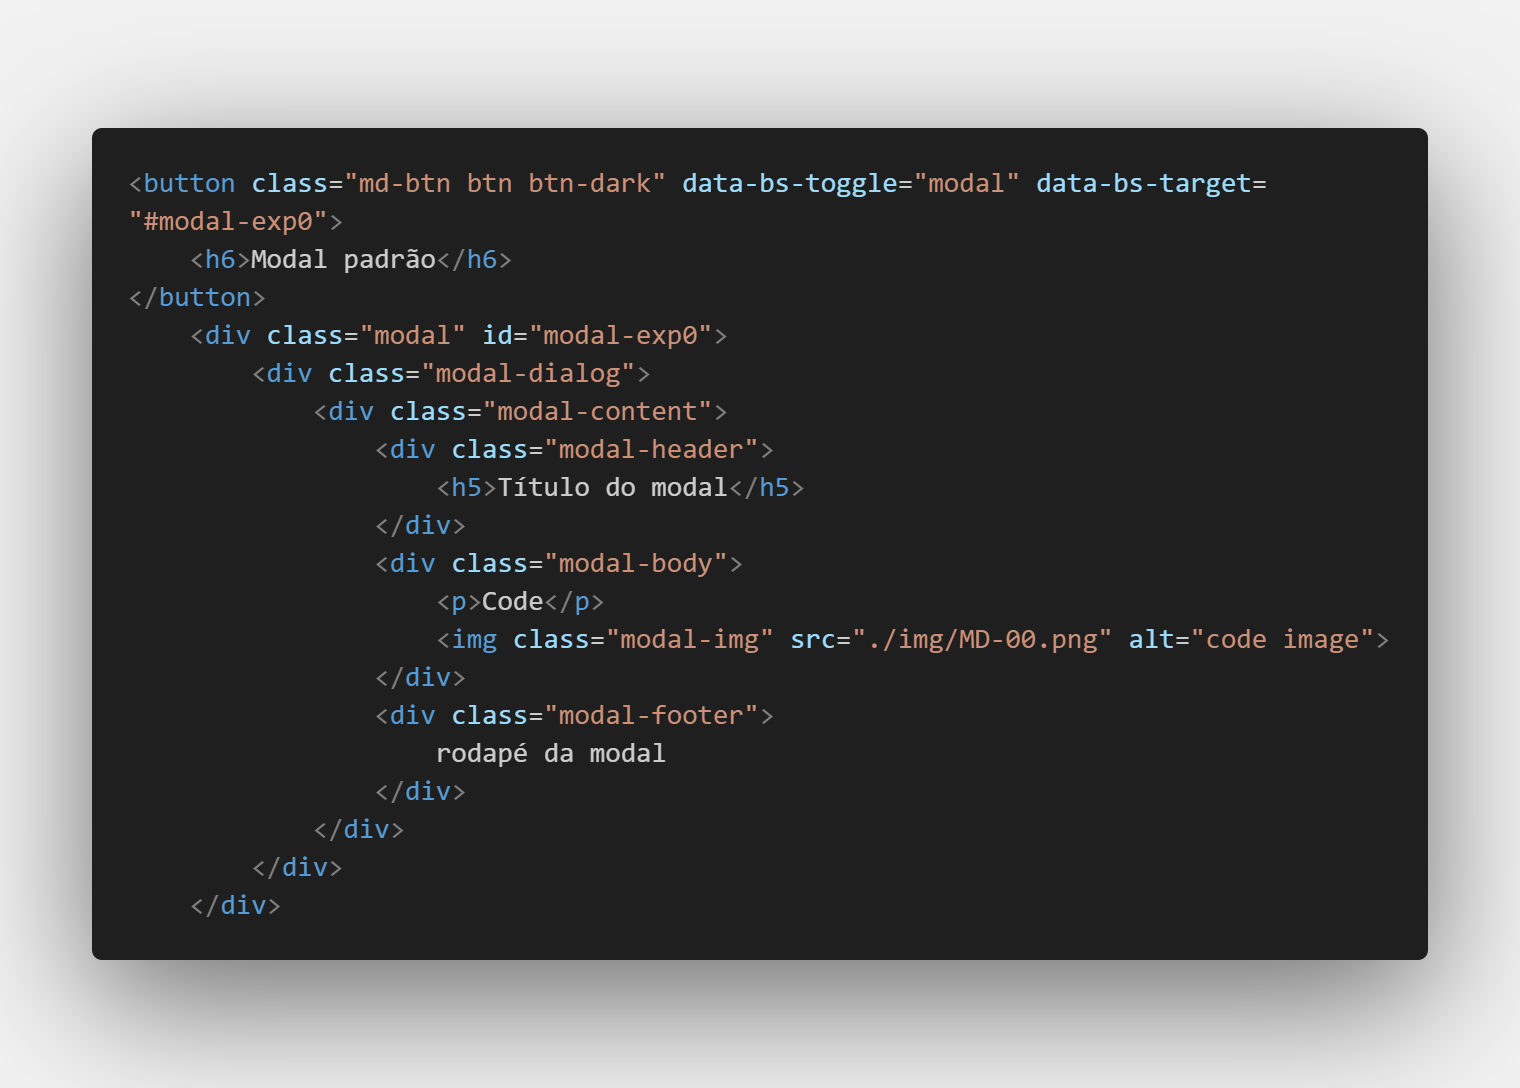 <button class="md-btn btn btn-dark" data-bs-toggle="modal" data-bs-target=
"#modal-exp0">
    <h6>Modal padrão</h6>
</button>
    <div class="modal" id="modal-exp0">
        <div class="modal-dialog">
            <div class="modal-content">
                <div class="modal-header">
                    <h5>Título do modal</h5>
                </div>
                <div class="modal-body">
                    <p>Code</p>
                    <img class="modal-img" src="./img/MD-00.png" alt="code image">
                </div>
                <div class="modal-footer">
                    rodapé da modal
                </div>
            </div>
        </div>
    </div>